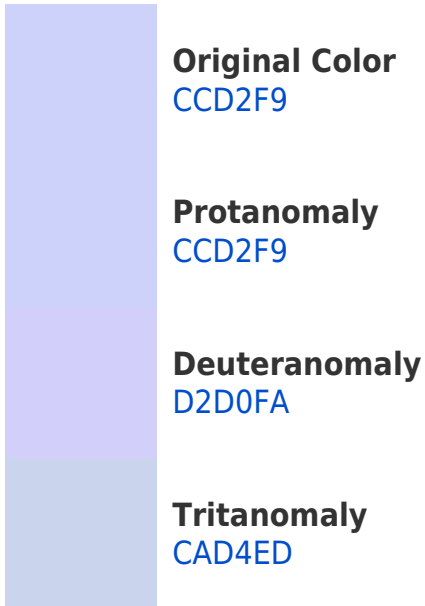 Original Color
CCD2F9
Protanomaly
CCD2F9
Deuteranomaly
D2D0FA
Tritanomaly
CAD4ED